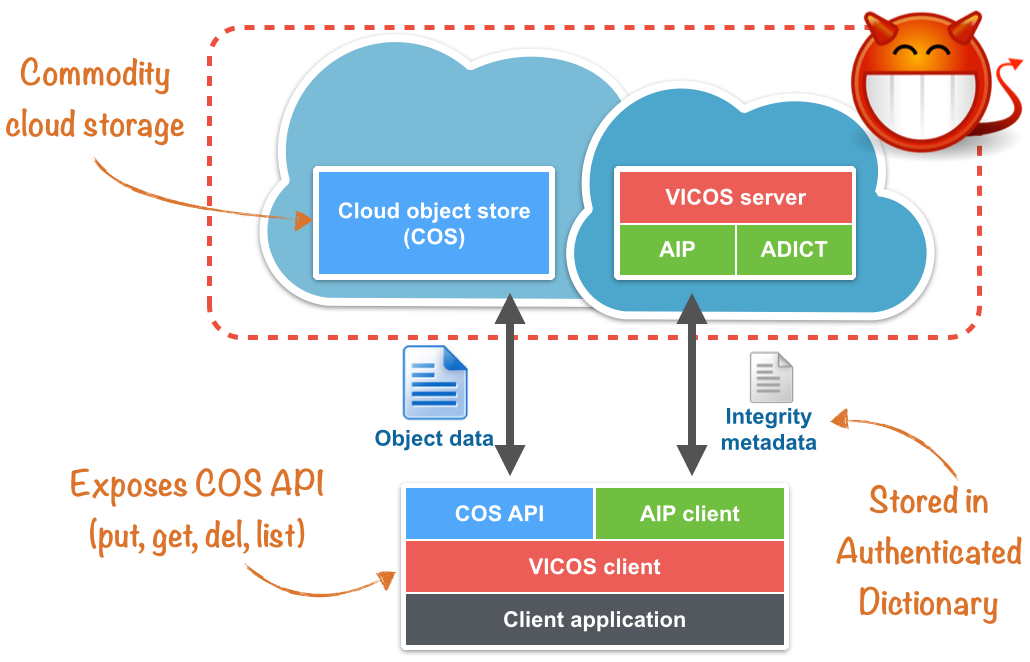 Commodity
cloud storage
Cloud object store
(COS)
VICOS server
AIP
ADICT
Object data
Integrity
metadata
Exposes COS API
(put, get, del, list)
Stored in
Authenticated
Dictionary
COS API
AIP client
VICOS client
Client application